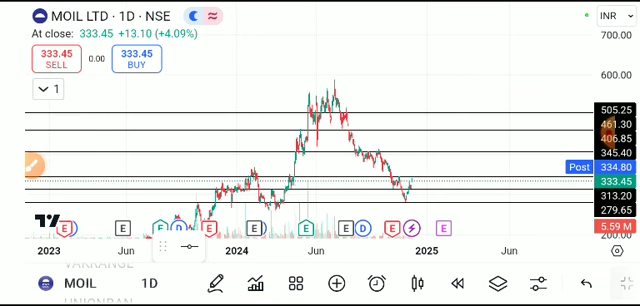 MOIL LTD · 1D · NSE
INR
At close: 333.45 +13.10 (+4.09%)
700.00
333.45
SELL
0.00
333.45
BUY
600.00
1
505.25
461.30
406.85
345.40
Post 334.80
333.45
313.20
279.65
5.59 M
200.00
E
E
E
D
E
E
E
E
D
E
E
2023
Jun
2024
Jun
2025
Jun
MOIL 1D